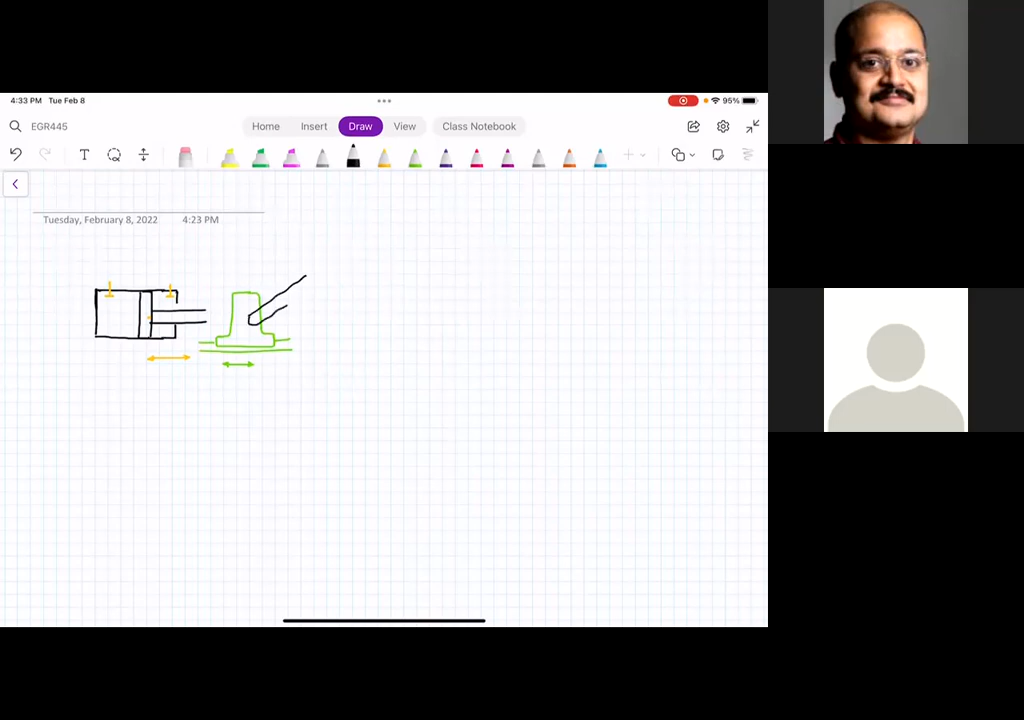 4:33 PM Tue Feb 8
95%
EGR445
Home Insert Draw View Class Notebook
T
Tuesday, February 8, 2022 4:23 PM